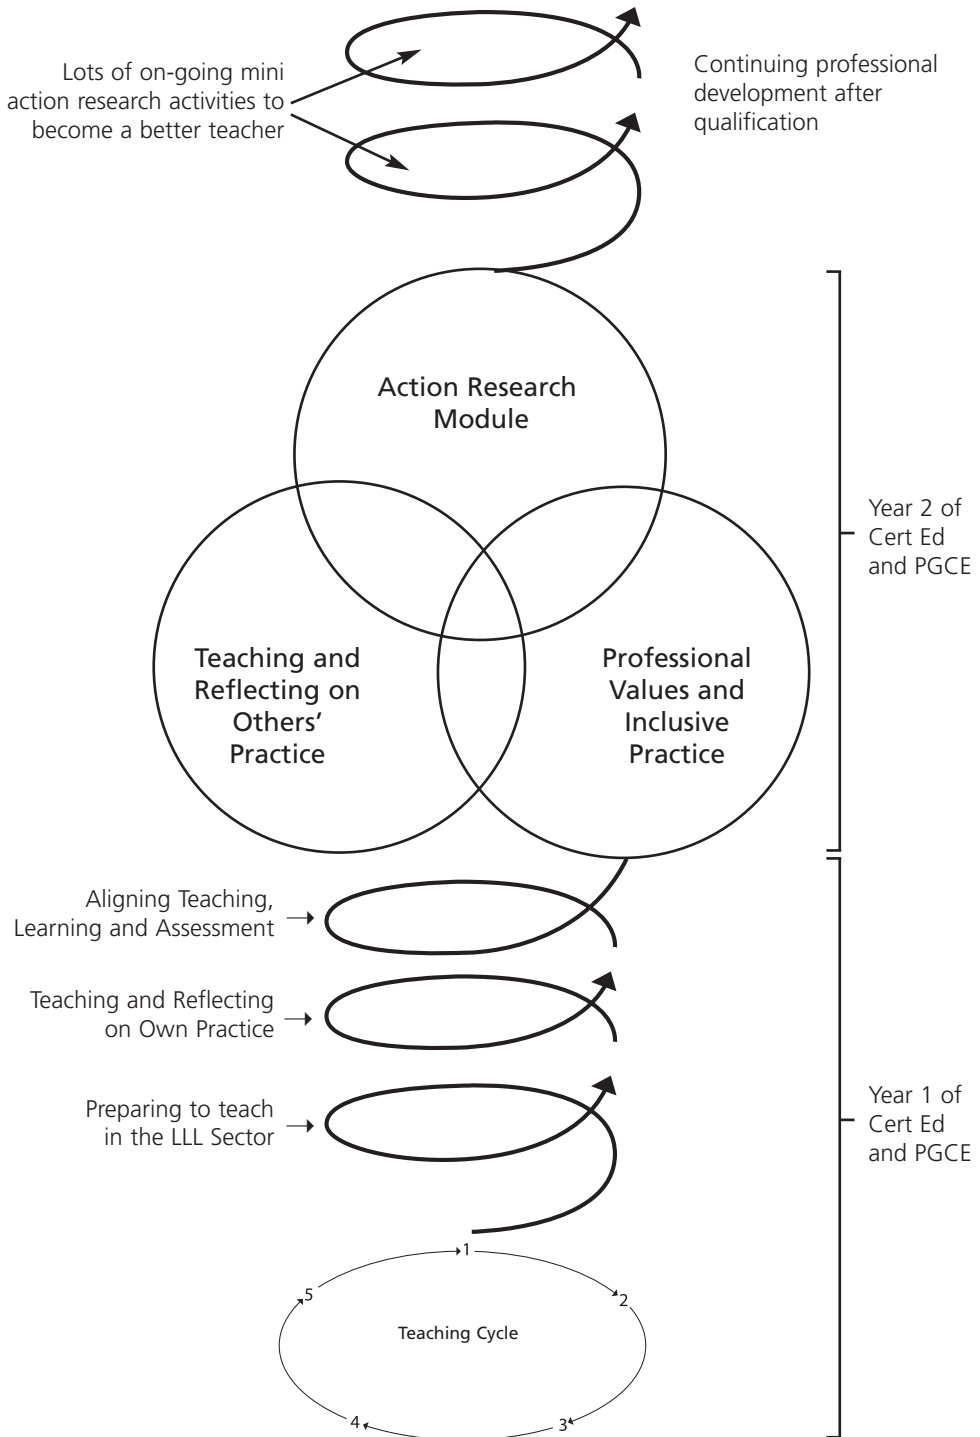 Lots of on-going mini
action research activities to
become a better teacher
Continuing professional
development after
qualification
Action Research
Module
Year 2 of
Cert Ed
and PGCE
Teaching and
Reflecting on
Others’
Practice
Professional
Values and
Inclusive
Practice
Aligning Teaching,
Learning and Assessment
Teaching and Reflecting
on Own Practice
Preparing to teach
in the LLL Sector
Year 1 of
Cert Ed
and PGCE
1
5
2
Teaching Cycle
4
3